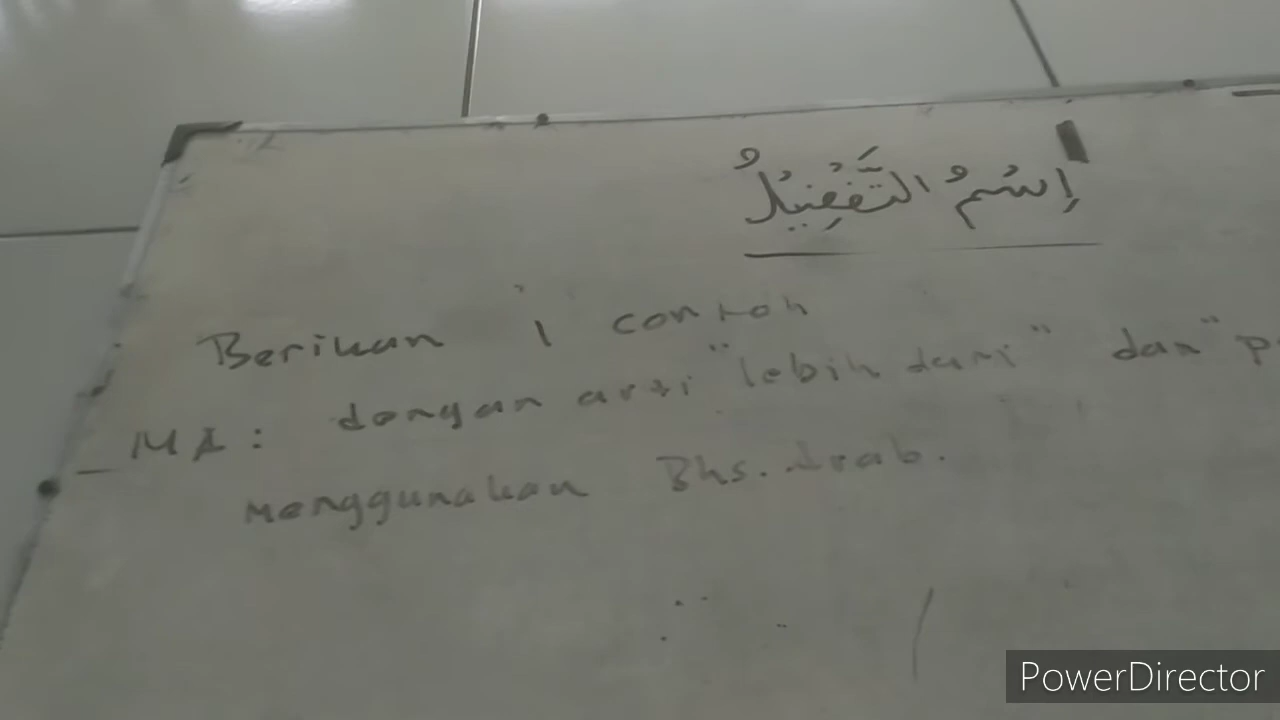 إِسْمُ التَّفْضِيْلُ
Berikan 1 contoh
MA : dengan arti "lebih dari" dan "p
menggunakan Bhs. Arab.
PowerDirector